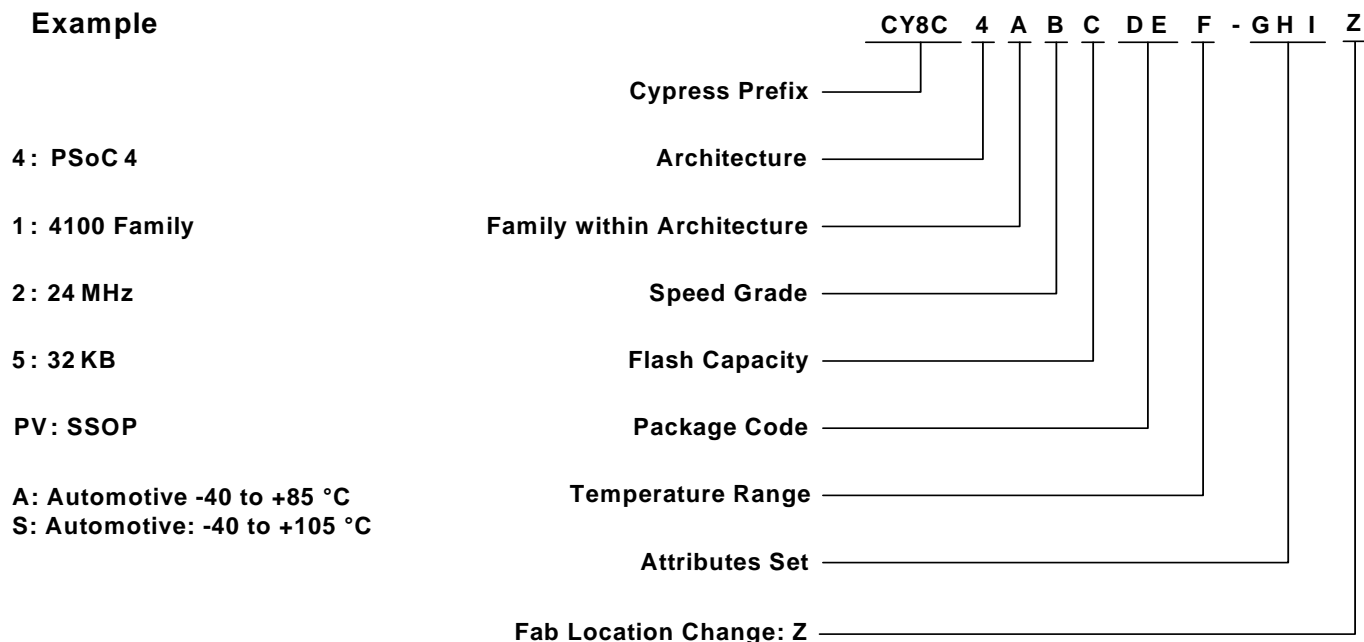 Example CY8C 4 A B C D E F - G H I Z
Cypress Prefix
4: PSoC 4 Architecture
1: 4100 Family Family within Architecture
2: 24 MHz Speed Grade
5: 32 KB Flash Capacity
PV: SSOP Package Code
A: Automotive -40 to +85 °C Temperature Range
S: Automotive: -40 to +105 °C
Attributes Set
Fab Location Change: Z